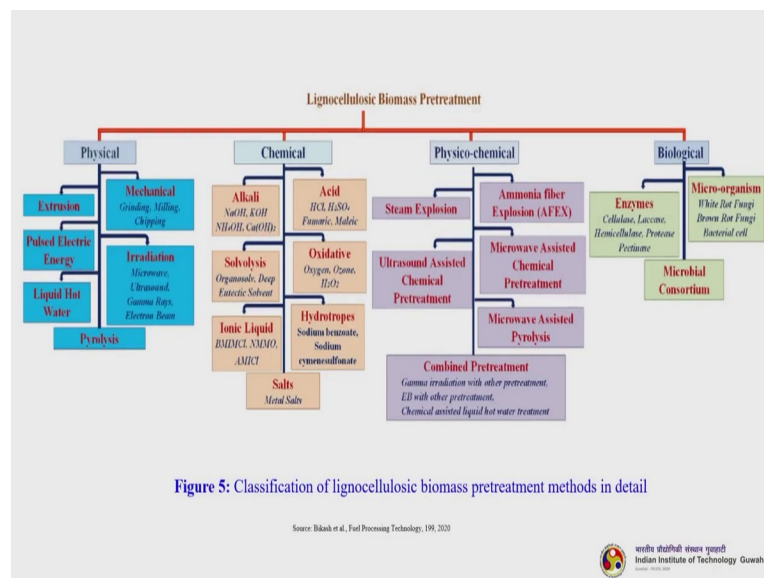 Lignocellulosic Biomass Pretreatment
Physical
Extrusion
Mechanical
Grinding, Milling,
Chipping
Pulsed Electric
Energy
Irradiation
Microwave,
Ultrasound,
Gamma Rays,
Electron Beam
Liquid Hot
Water
Pyrolysis
Chemical
Alkali
NaOH, KOH
NH₄OH, Ca(OH)₂
Acid
HCl, H₂SO₄
Fumaric, Maleic
Solvolysis
Organosolv, Deep
Eutectic Solvent
Oxidative
Oxygen, Ozone,
H₂O₂
Ionic Liquid
BMIMCl, NMMO,
AMICl
Hydrotropes
Sodium benzoate,
Sodium
cymenesulfonate
Salts
Metal Salts
Physico-chemical
Steam Explosion
Ammonia fiber
Explosion (AFEX)
Ultrasound Assisted
Chemical
Pretreatment
Microwave Assisted
Chemical
Pretreatment
Microwave Assisted
Pyrolysis
Combined Pretreatment
Gamma irradiation with other pretreatment,
EB with other pretreatment,
Chemical assisted liquid hot water treatment
Biological
Enzymes
Cellulase, Laccase,
Hemicellulase, Protease
Pectinase
Micro-organism
White Rot Fungi
Brown Rot Fungi
Bacterial cell
Microbial
Consortium
Figure 5: Classification of lignocellulosic biomass pretreatment methods in detail
Source: Bikash et al., Fuel Processing Technology, 199, 2020
भारतीय प्रौद्योगिकी संस्थान गुवाहाटी
Indian Institute of Technology Guwah